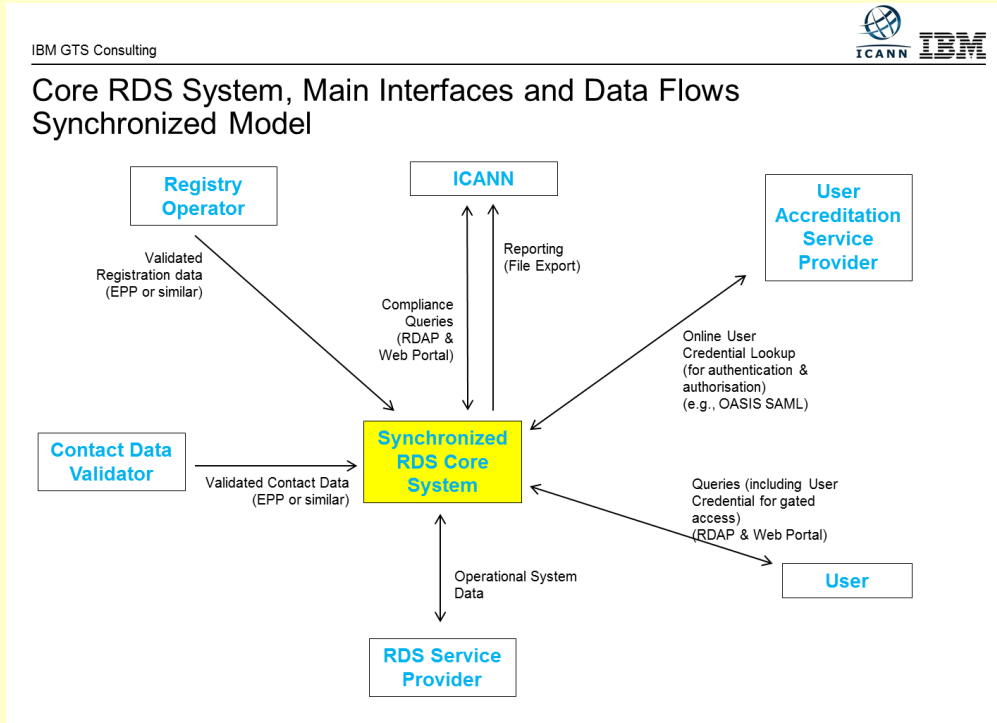 IBM GTS Consulting
ICANN
IBM
Core RDS System, Main Interfaces and Data Flows
Synchronized Model
Registry
Operator
ICANN
User
Accreditation
Service
Provider
Validated
Registration data
(EPP or similar)
Reporting
(File Export)
Compliance
Queries
(RDAP &
Web Portal)
Online User
Credential Lookup
(for authentication &
authorisation)
(e.g., OASIS SAML)
Contact Data
Validator
Validated Contact Data
(EPP or similar)
Synchronized
RDS Core
System
Queries (including User
Credential for gated
access)
(RDAP & Web Portal)
User
Operational System
Data
RDS Service
Provider